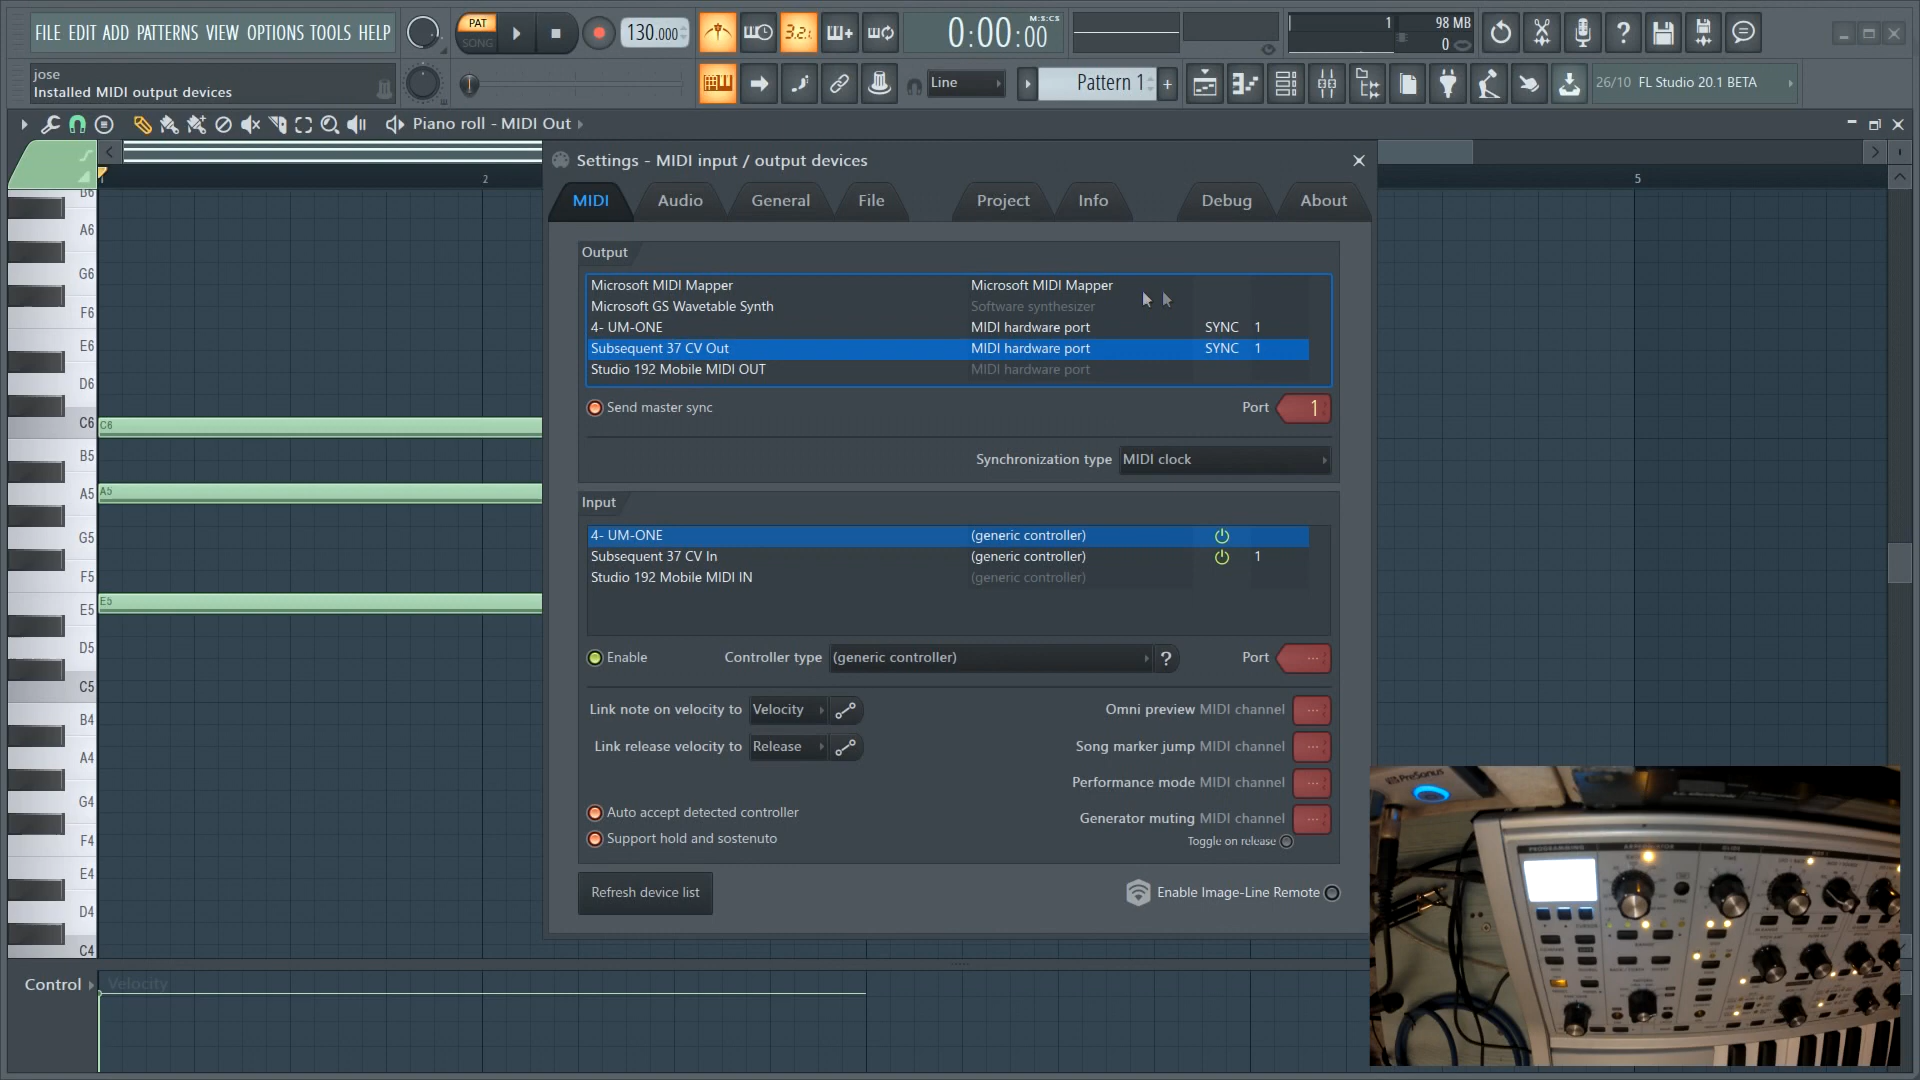 FILE EDIT ADD PATTERNS VIEW OPTIONS TOOLS HELP
PAT
SONG
130.000
3.2.
0:00:00
M:S:CS
1
98 MB
0
jose
Installed MIDI output devices
Line
Pattern 1
+
26/10 FL Studio 20.1 BETA
Piano roll - MIDI Out
2
5
Settings - MIDI input / output devices
MIDI
Audio
General
File
Project
Info
Debug
About
Output
Microsoft MIDI Mapper Microsoft MIDI Mapper
Microsoft GS Wavetable Synth Software synthesizer
4- UM-ONE MIDI hardware port SYNC 1
Subsequent 37 CV Out MIDI hardware port SYNC 1
Studio 192 Mobile MIDI OUT MIDI hardware port
Send master sync
Port 1
Synchronization type MIDI clock
Input
4- UM-ONE (generic controller)
Subsequent 37 CV In (generic controller) 1
Studio 192 Mobile MIDI IN (generic controller)
Enable
Controller type (generic controller) ?
Port ...
Link note on velocity to Velocity
Omni preview MIDI channel ...
Link release velocity to Release
Song marker jump MIDI channel ...
Performance mode MIDI channel ...
Auto accept detected controller
Generator muting MIDI channel ...
Support hold and sostenuto
Toggle on release
Refresh device list
Enable Image-Line Remote
B6
A6
G6
F6
E6
D6
C6
C6
B5
A5
A5
G5
F5
E5
E5
D5
C5
B4
A4
G4
F4
E4
D4
C4
Control
Velocity
PreSonus
PROGRAMMING
ARPEGGIATOR